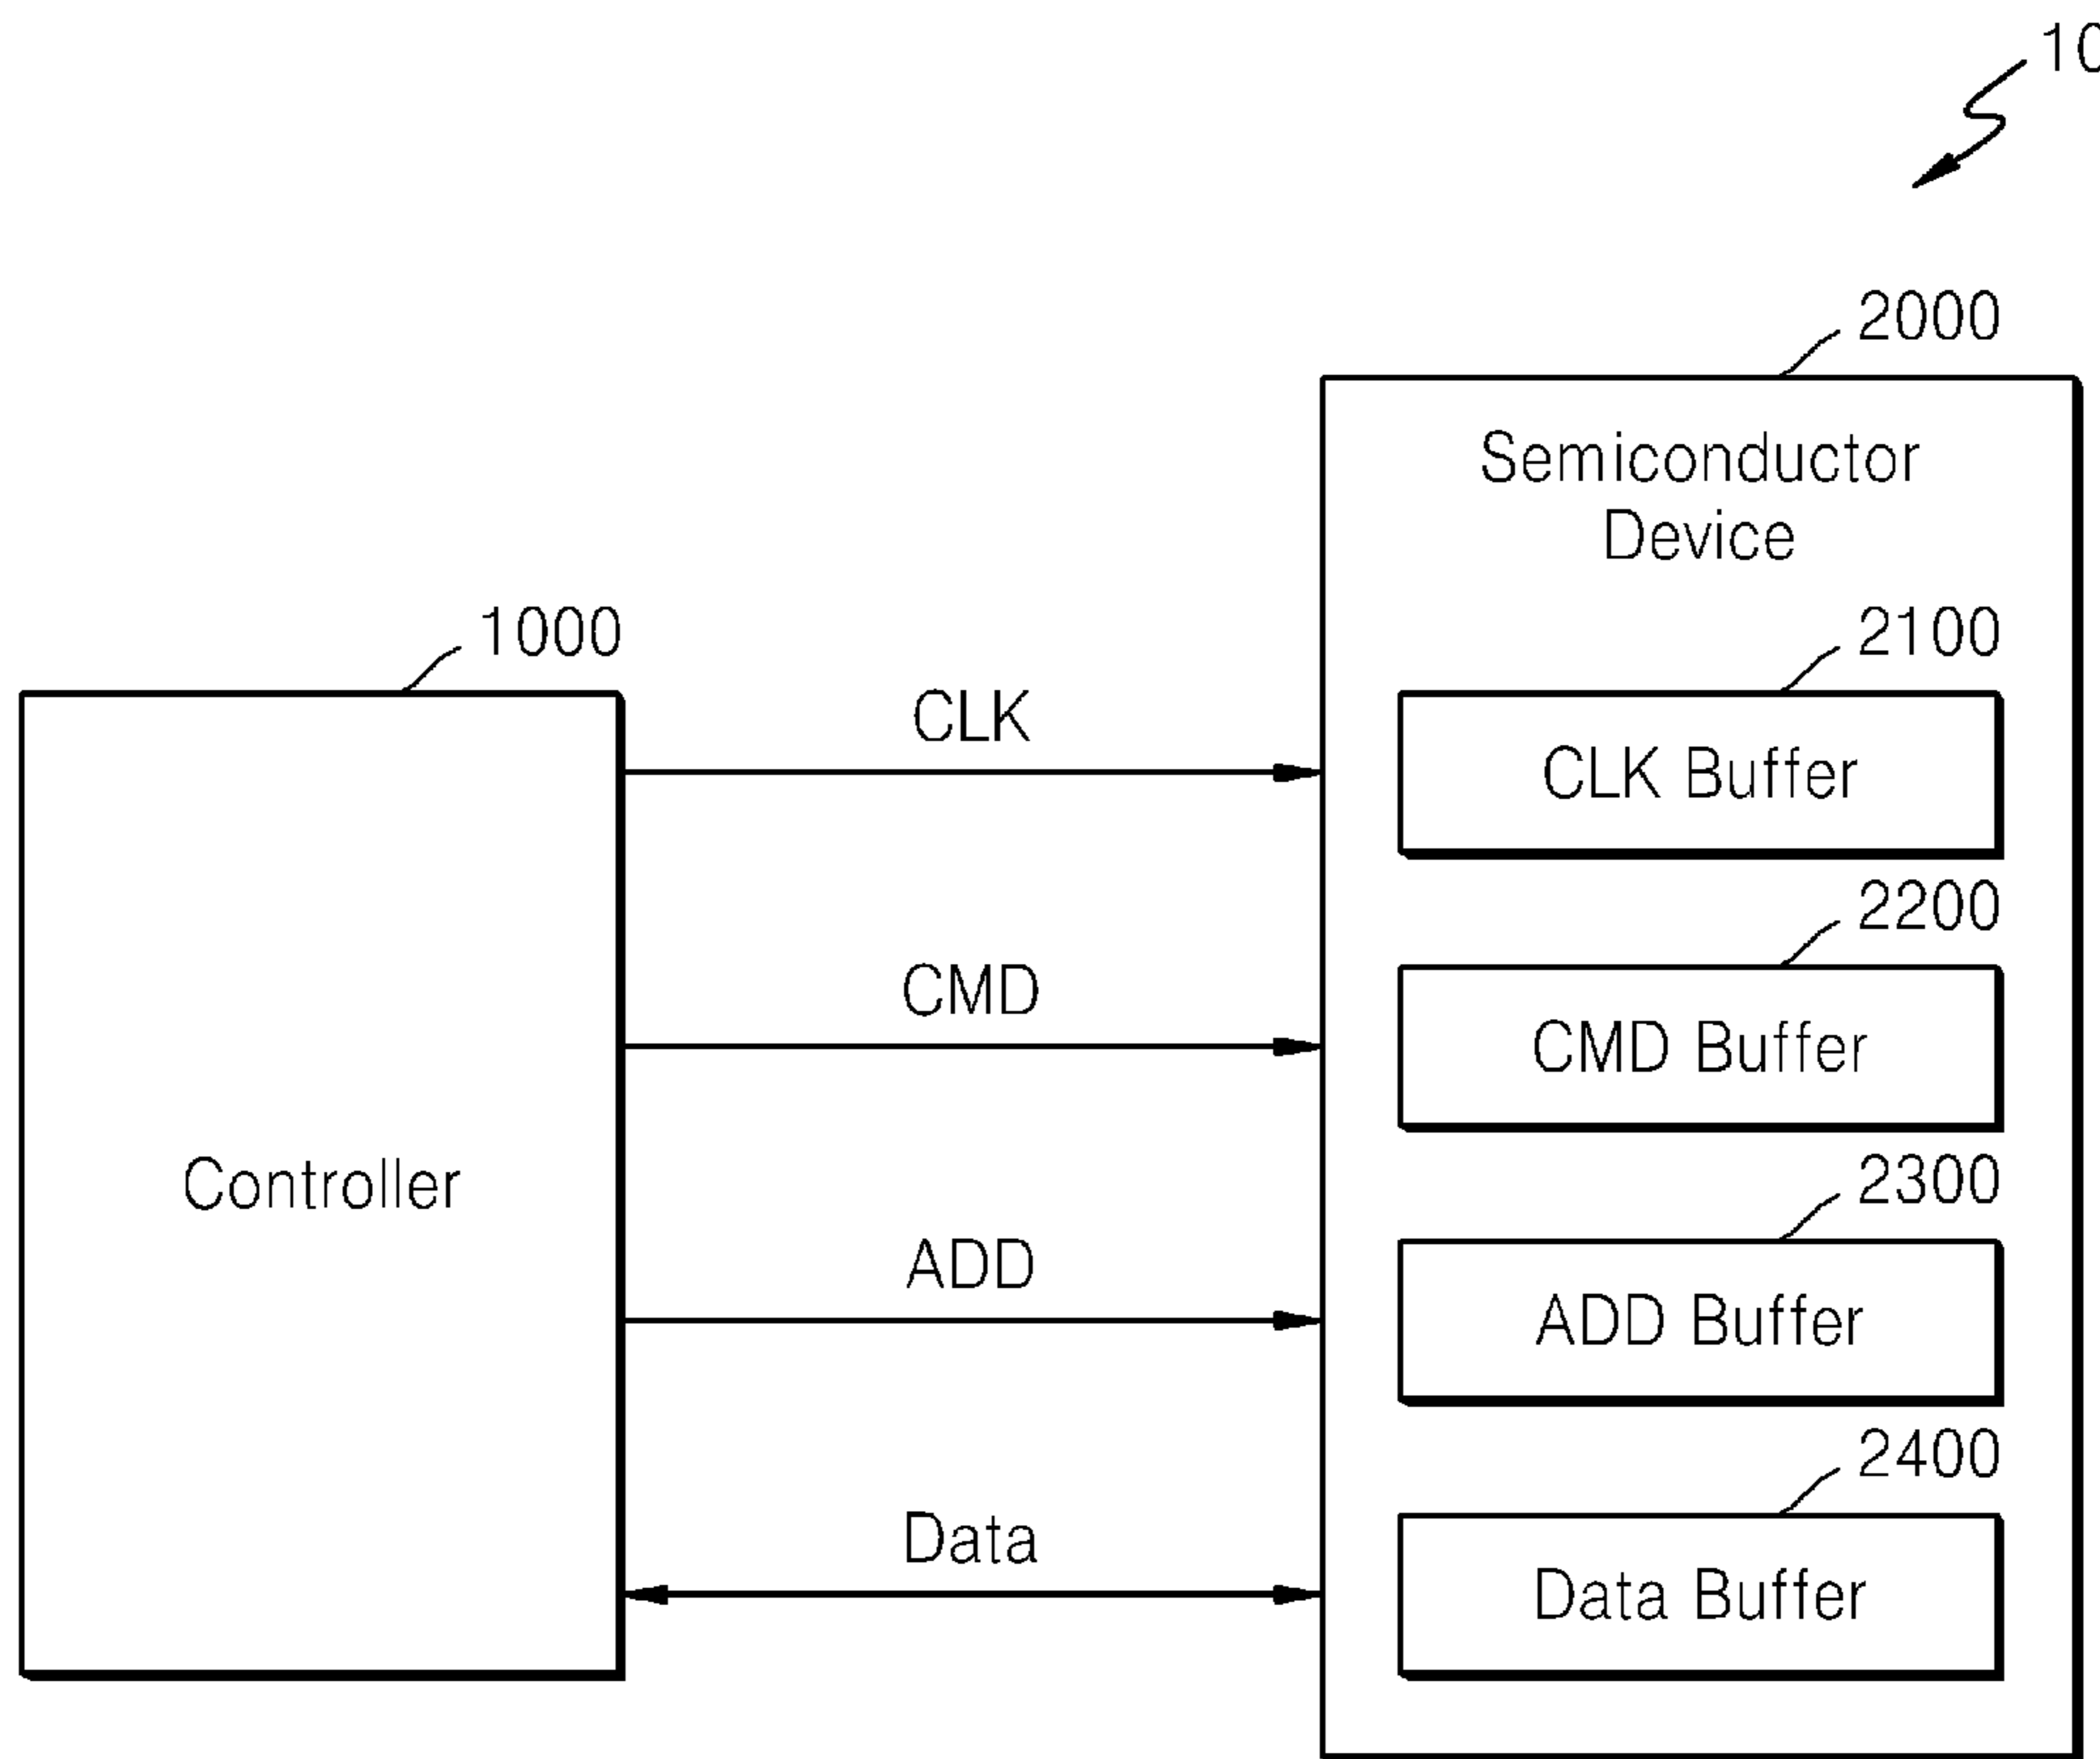 10
2000
Semiconductor
Device
1000
2100
CLK
CLK Buffer
2200
CMD
CMD Buffer
Controller
2300
ADD
ADD Buffer
2400
Data
Data Buffer